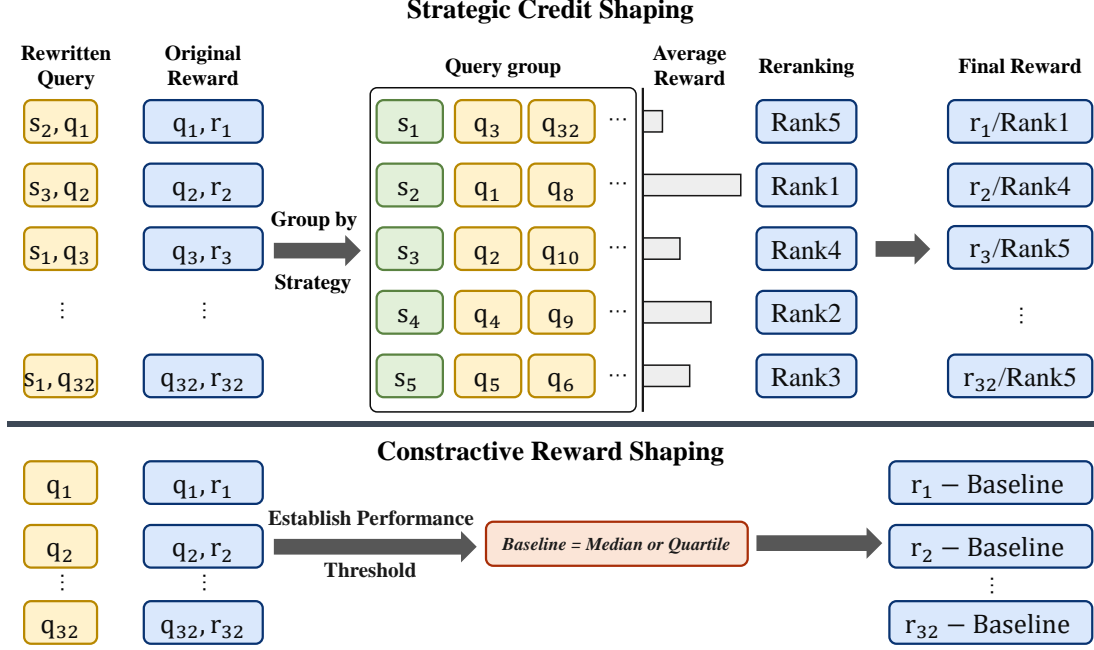 Strategic Credit Shaping
Rewritten Query
Original Reward
Query group
Average Reward
Reranking
Final Reward
s₂, q₁
q₁, r₁
s₁ q₃ q₃₂ ...
Rank5
r₁/Rank1
s₃, q₂
q₂, r₂
s₂ q₁ q₈ ...
Rank1
r₂/Rank4
Group by
Strategy
s₁, q₃
q₃, r₃
s₃ q₂ q₁₀ ...
Rank4
r₃/Rank5
⋮
⋮
s₄ q₄ q₉ ...
Rank2
⋮
s₁, q₃₂
q₃₂, r₃₂
s₅ q₅ q₆ ...
Rank3
r₃₂/Rank5
Constractive Reward Shaping
q₁
q₁, r₁
r₁ − Baseline
Establish Performance
Threshold
Baseline = Median or Quartile
q₂
q₂, r₂
r₂ − Baseline
⋮
⋮
⋮
q₃₂
q₃₂, r₃₂
r₃₂ − Baseline